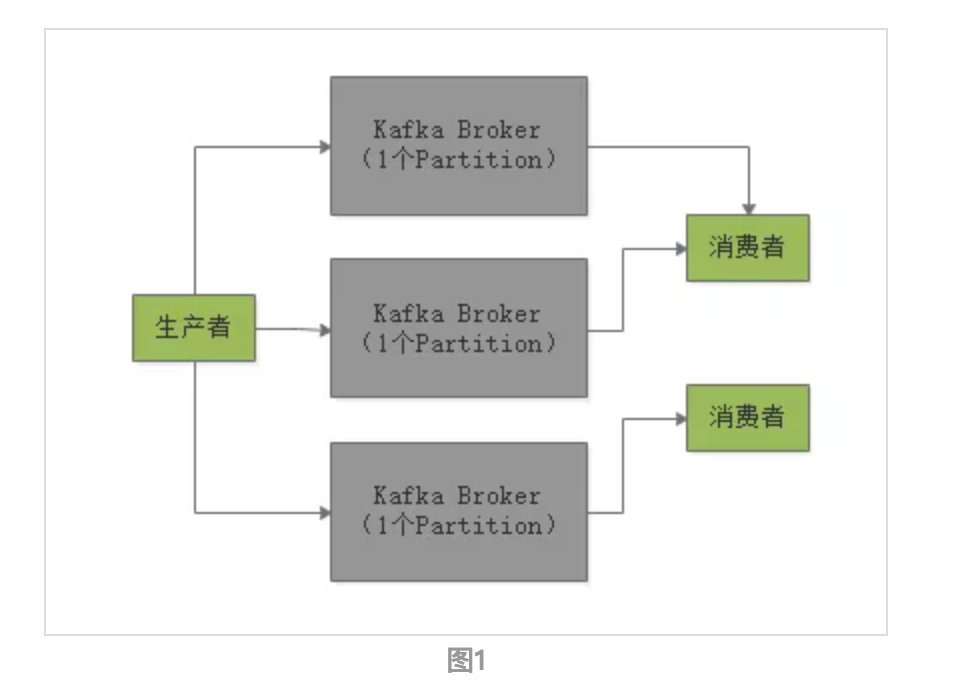 Kafka Broker
(1个Partition)
消费者
生产者
Kafka Broker
(1个Partition)
消费者
Kafka Broker
(1个Partition)
图1